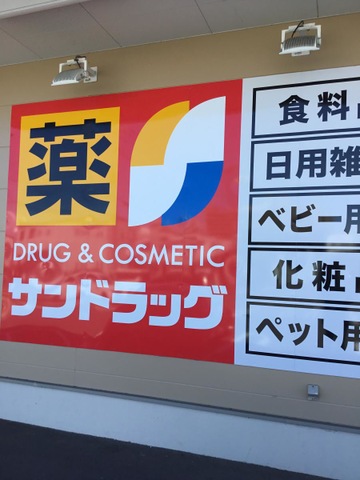 薬
DRUG & COSMETIC
サンドラッグ
食料
日用雑
ベビー用
化粧
ペット用